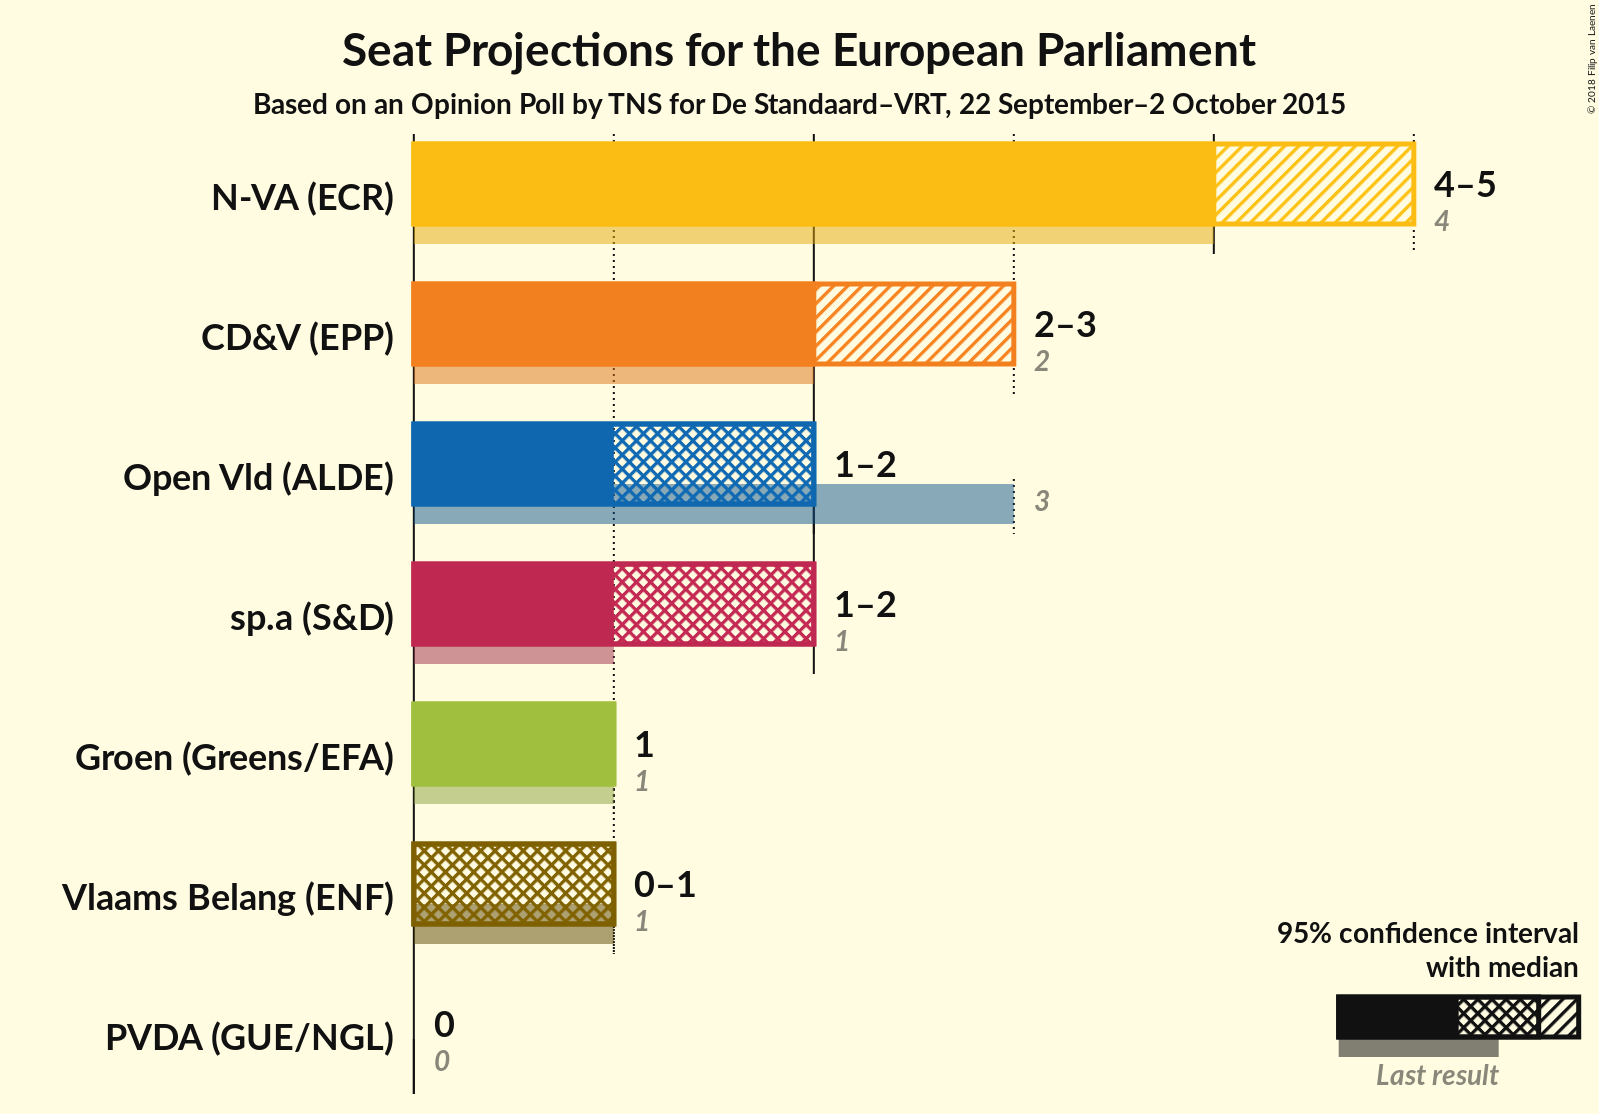 Seat Projections for the European Parliament
Based on an Opinion Poll by TNS for De Standaard–VRT, 22 September–2 October 2015
© 2018 Filip van Laenen
N-VA (ECR)
4–5
4
CD&V (EPP)
2–3
2
Open Vld (ALDE)
1–2
3
sp.a (S&D)
1–2
1
Groen (Greens/EFA)
1
1
Vlaams Belang (ENF)
0–1
1
PVDA (GUE/NGL)
0
0
95% confidence interval
with median
Last result